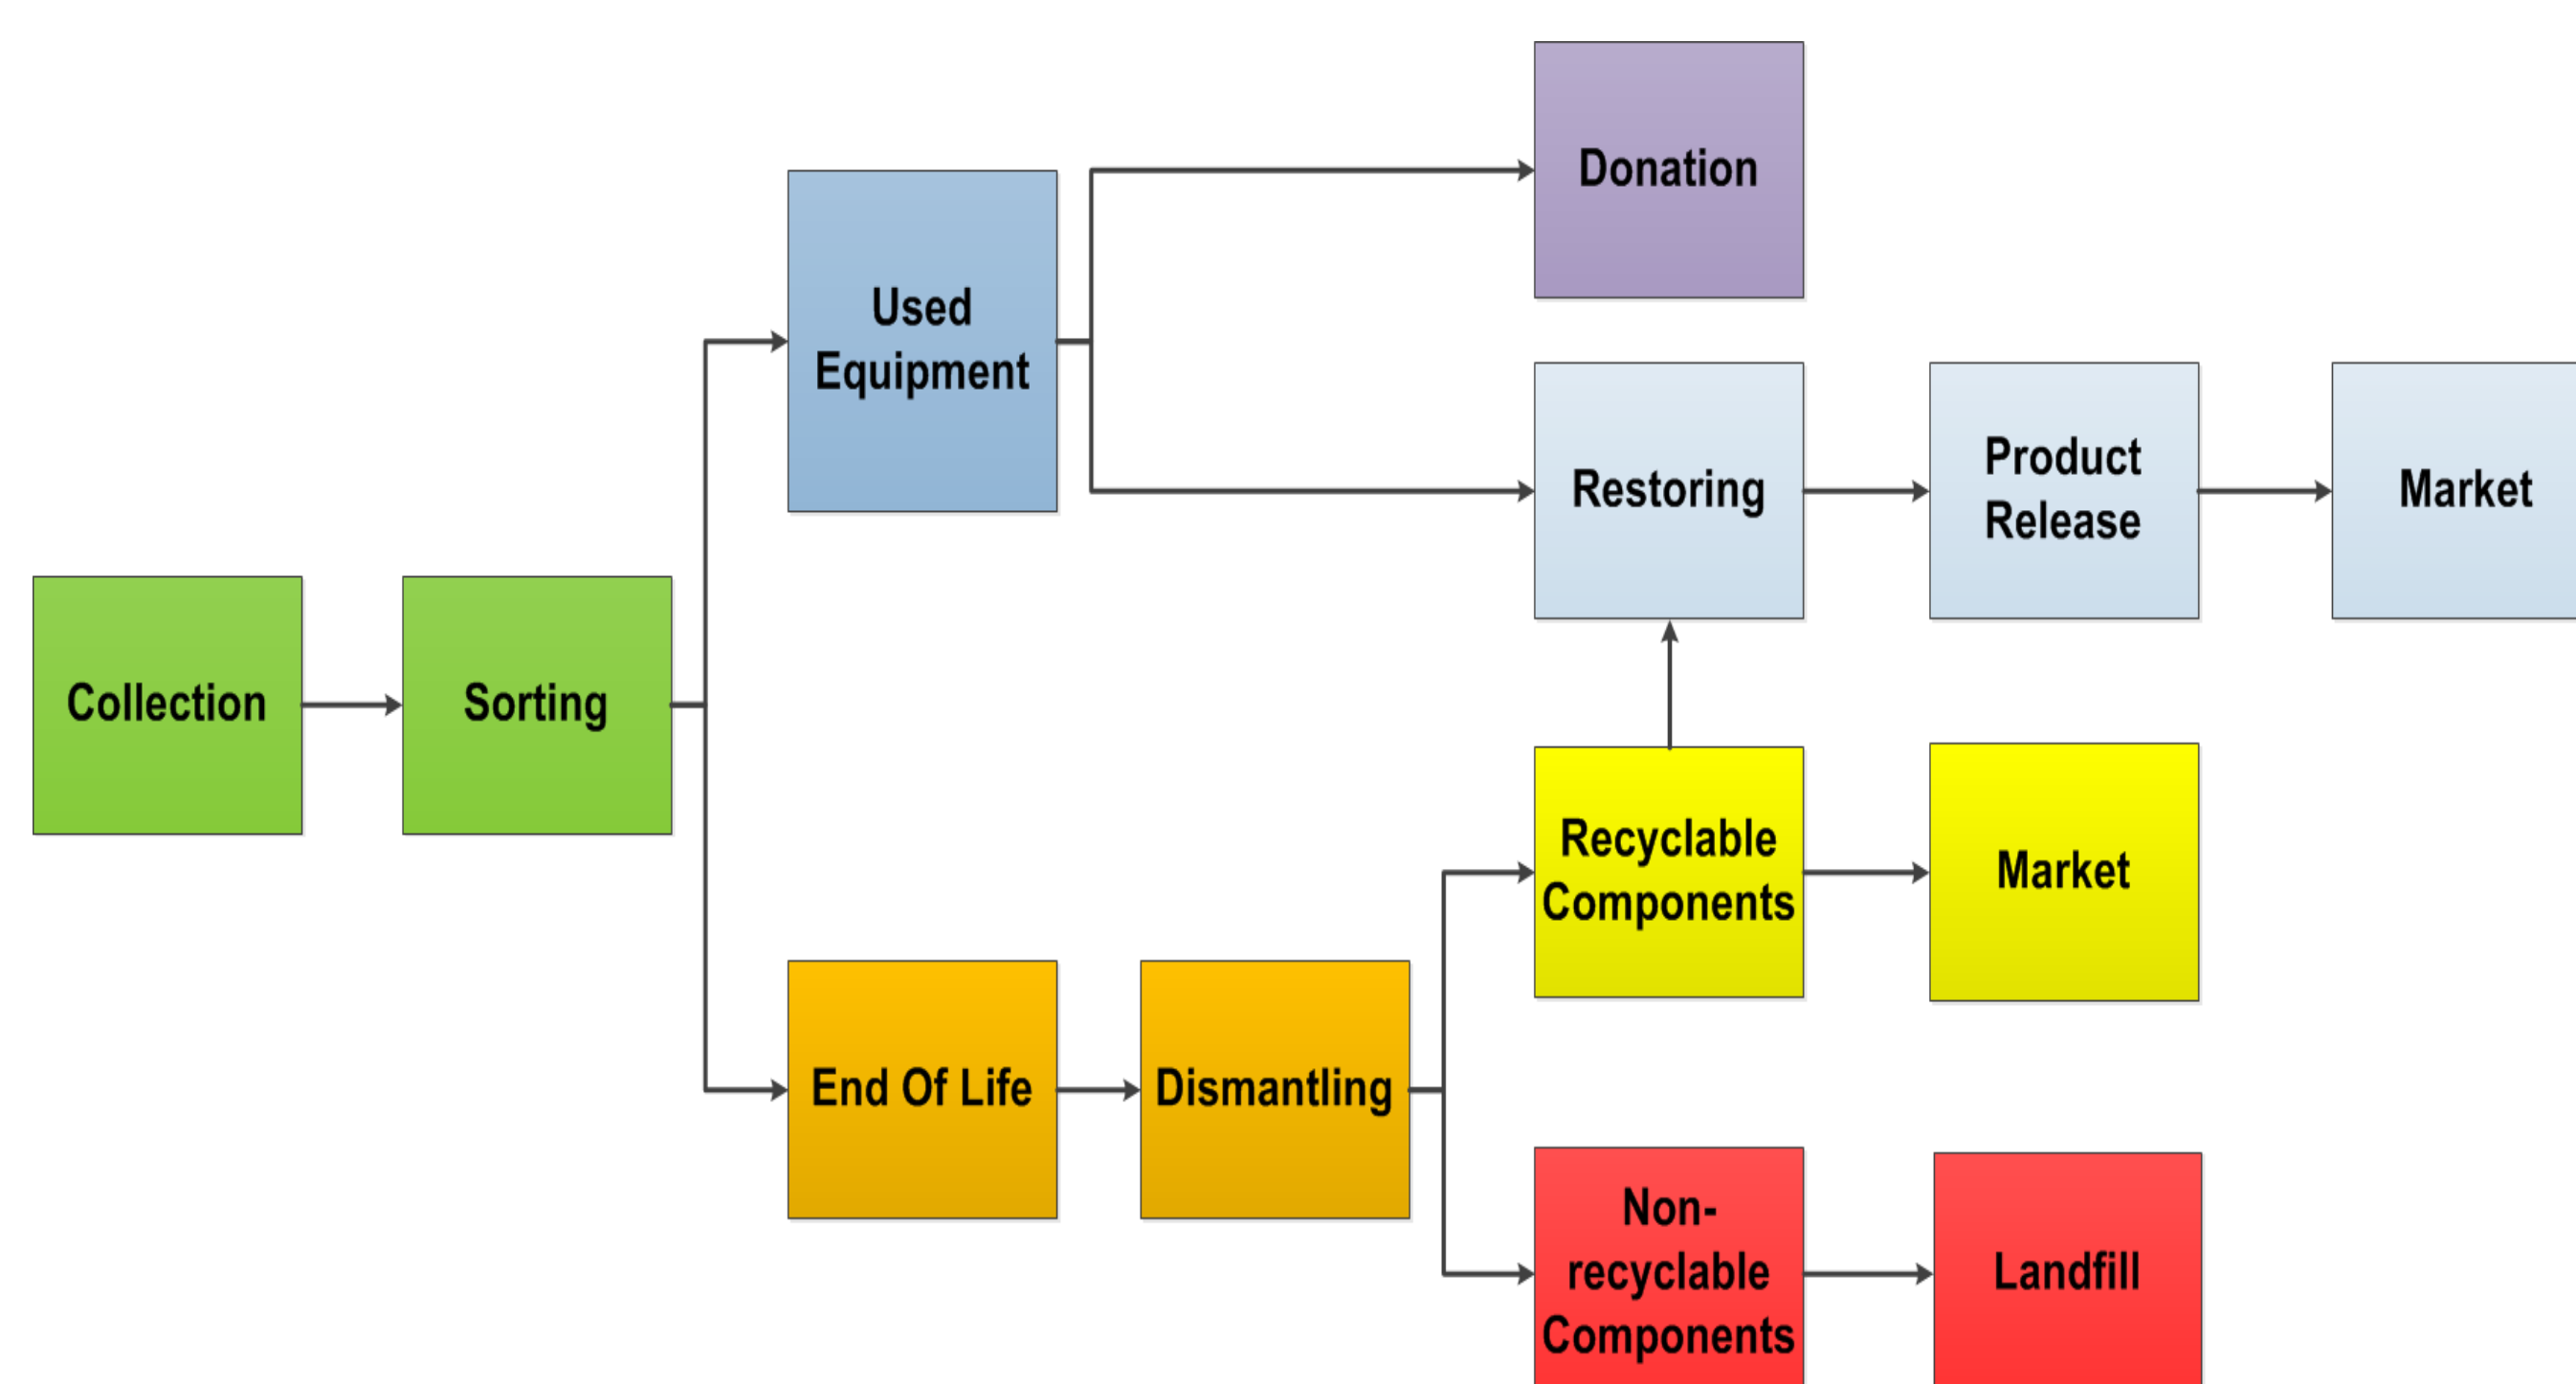 Donation
Used
Equipment
Restoring
Product
Release
Market
Collection
Sorting
Recyclable
Components
Market
End Of Life
Dismantling
Non-
recyclable
Components
Landfill